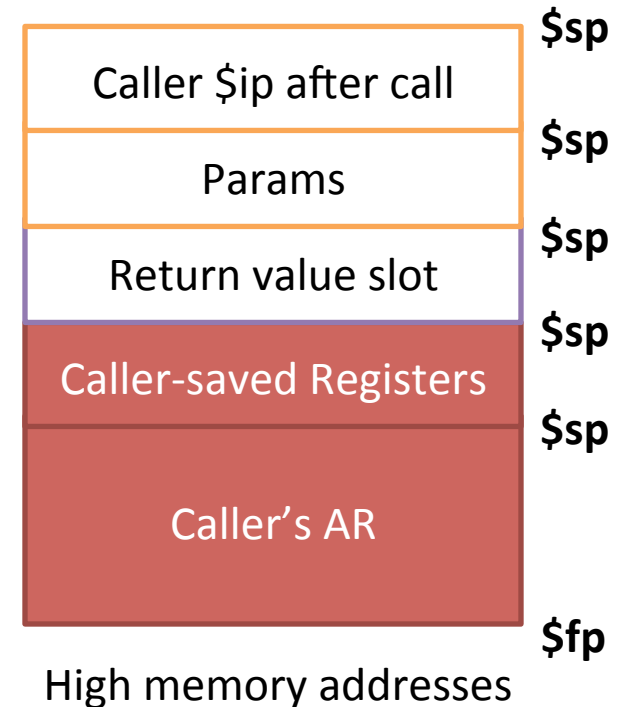 $sp
Caller $ip after call
$sp
Params
$sp
Return value slot
$sp
Caller-saved Registers
$sp
Caller’s AR
$fp
High memory addresses